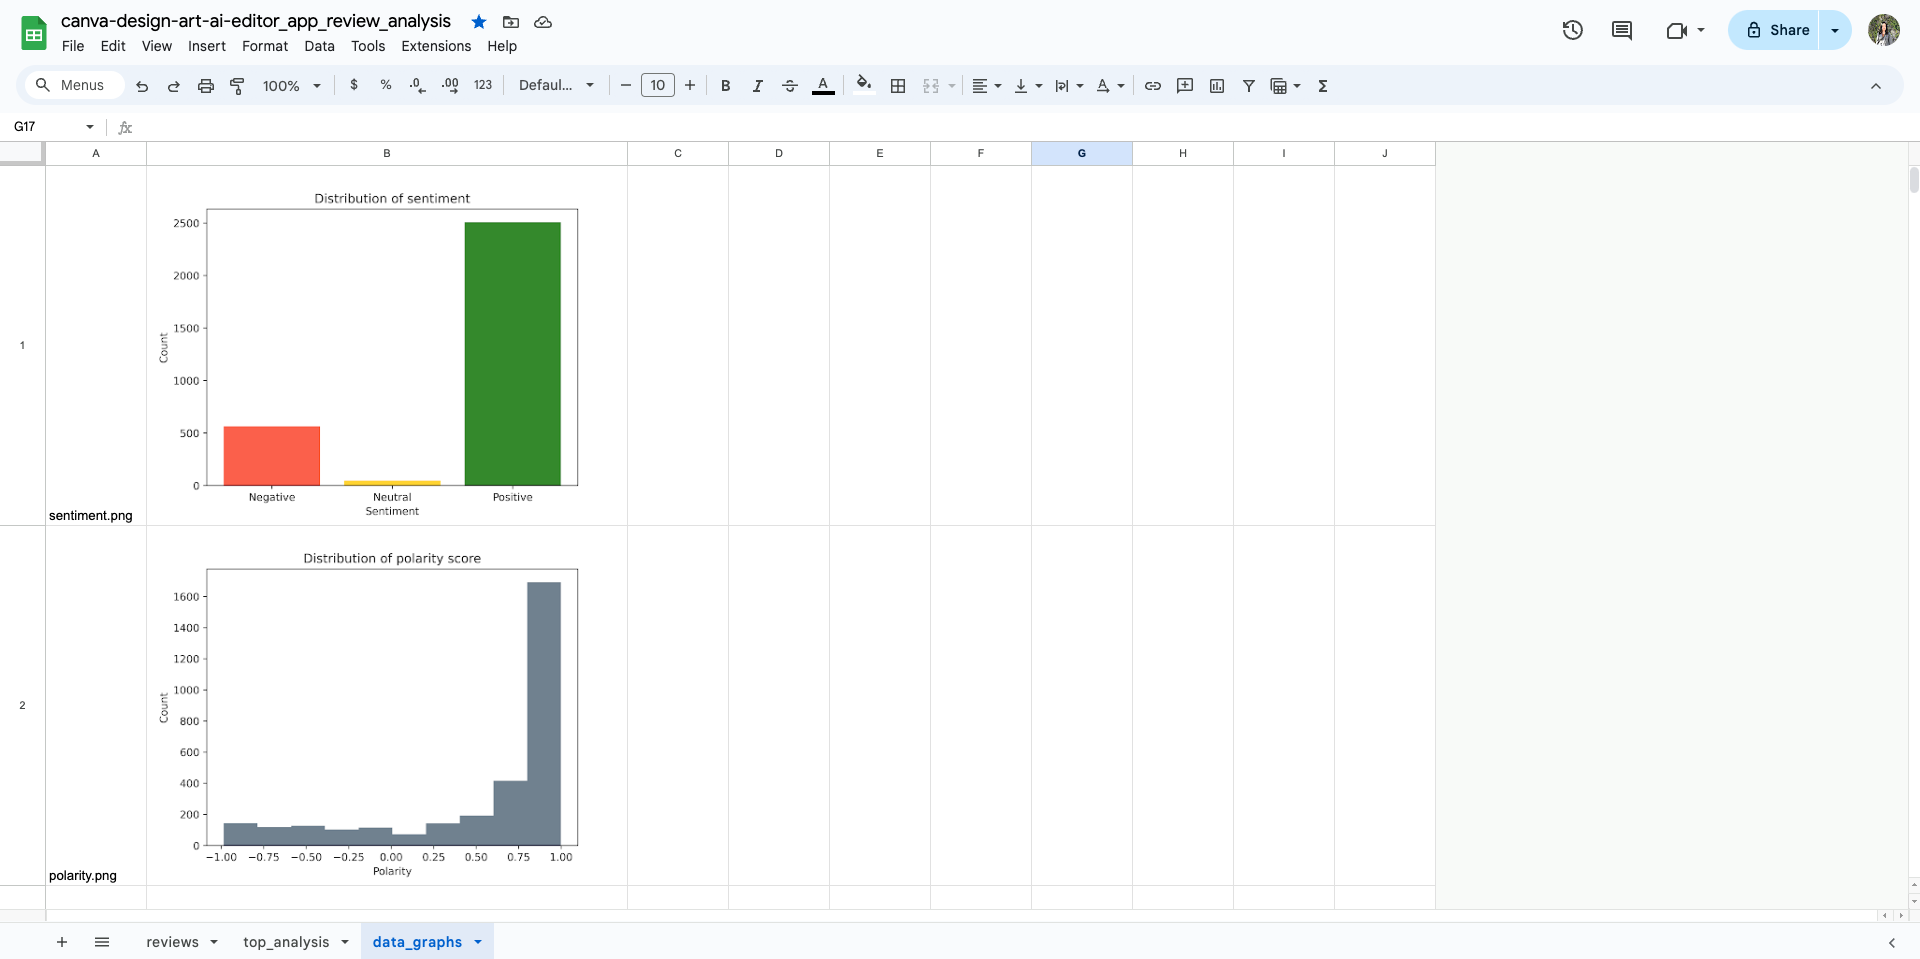 canva-design-art-ai-editor_app_review_analysis
File Edit View Insert Format Data Tools Extensions Help
Share
Menus 100% $ % .0 .00 123 Defaul... − 10 + B I A Σ
G17 fx
A B C D E F G H I J
1
Distribution of sentiment
2500
2000
1500
1000
500
0
Count
Negative Neutral Positive
Sentiment
sentiment.png
2
Distribution of polarity score
1600
1400
1200
1000
800
600
400
200
0
Count
−1.00 −0.75 −0.50 −0.25 0.00 0.25 0.50 0.75 1.00
Polarity
polarity.png
+ reviews top_analysis data_graphs